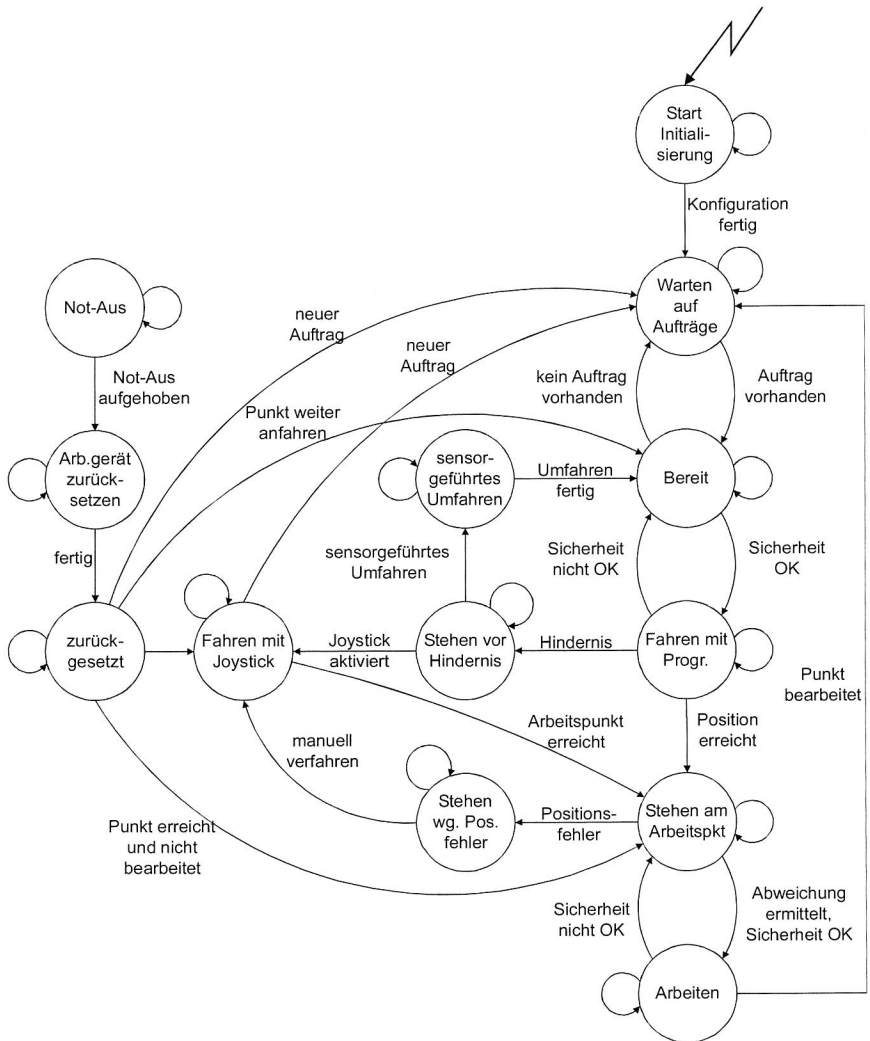 Start
Initiali-
sierung
Konfiguration
fertig
Not-Aus
Warten
auf
Aufträge
neuer
Auftrag
neuer
Auftrag
Not-Aus
aufgehoben
kein Auftrag
vorhanden
Auftrag
vorhanden
Punkt weiter
anfahren
Arb.gerät
zurück-
setzen
sensor-
geführtes
Umfahren
Umfahren
fertig
Bereit
fertig
sensorgeführtes
Umfahren
Sicherheit
nicht OK
Sicherheit
OK
zurück-
gesetzt
Fahren mit
Joystick
Joystick
aktiviert
Stehen vor
Hindernis
Hindernis
Fahren mit
Progr.
Punkt
bearbeitet
Arbeitspunkt
erreicht
Position
erreicht
manuell
verfahren
Stehen
wg. Pos.
fehler
Positions-
fehler
Stehen am
Arbeitspkt
Punkt erreicht
und nicht
bearbeitet
Sicherheit
nicht OK
Abweichung
ermittelt,
Sicherheit OK
Arbeiten